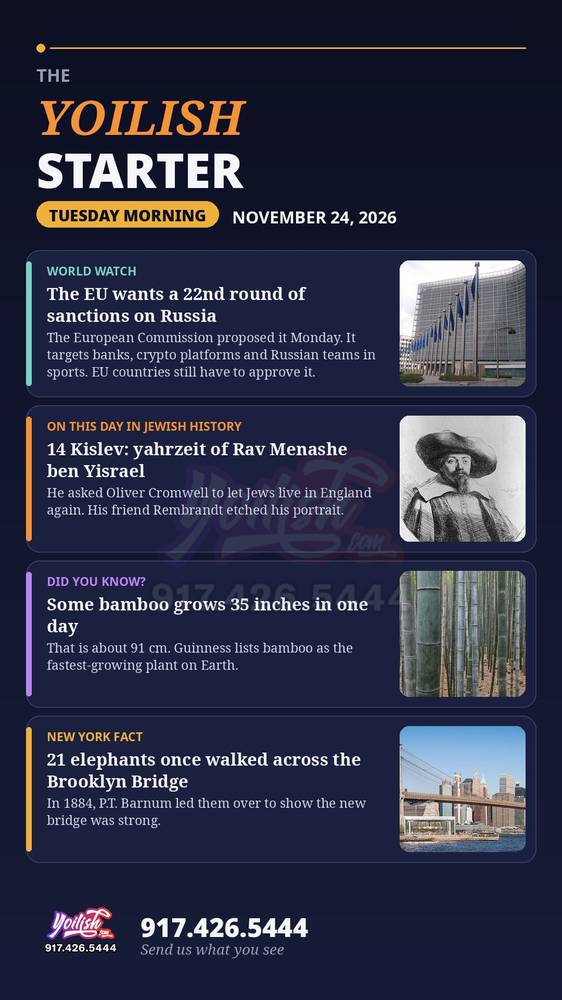 THE
YOILISH
STARTER
TUESDAY MORNING
NOVEMBER 24, 2026
WORLD WATCH
The EU wants a 22nd round of
sanctions on Russia
The European Commission proposed it Monday. It
targets banks, crypto platforms and Russian teams in
sports. EU countries still have to approve it.
ON THIS DAY IN JEWISH HISTORY
14 Kislev: yahrzeit of Rav Menashe
ben Yisrael
He asked Oliver Cromwell to let Jews live in England
again. His friend Rembrandt etched his portrait.
Yoilish
.com
917.426.5444
DID YOU KNOW?
Some bamboo grows 35 inches in one
day
That is about 91 cm. Guinness lists bamboo as the
fastest-growing plant on Earth.
NEW YORK FACT
21 elephants once walked across the
Brooklyn Bridge
In 1884, P.T. Barnum led them over to show the new
bridge was strong.
Yoilish
.com
917.426.5444
917.426.5444
Send us what you see